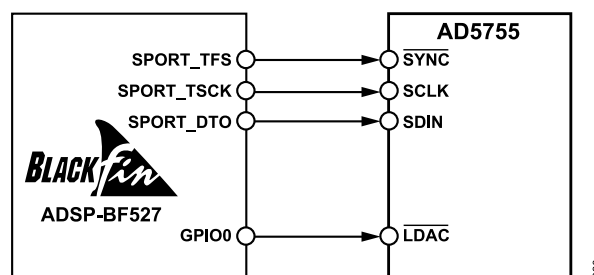 AD5755
SPORT_TFS SYNC
SPORT_TSCK SCLK
SPORT_DTO SDIN
BLACKfin
ADSP-BF527
GPIO0 LDAC